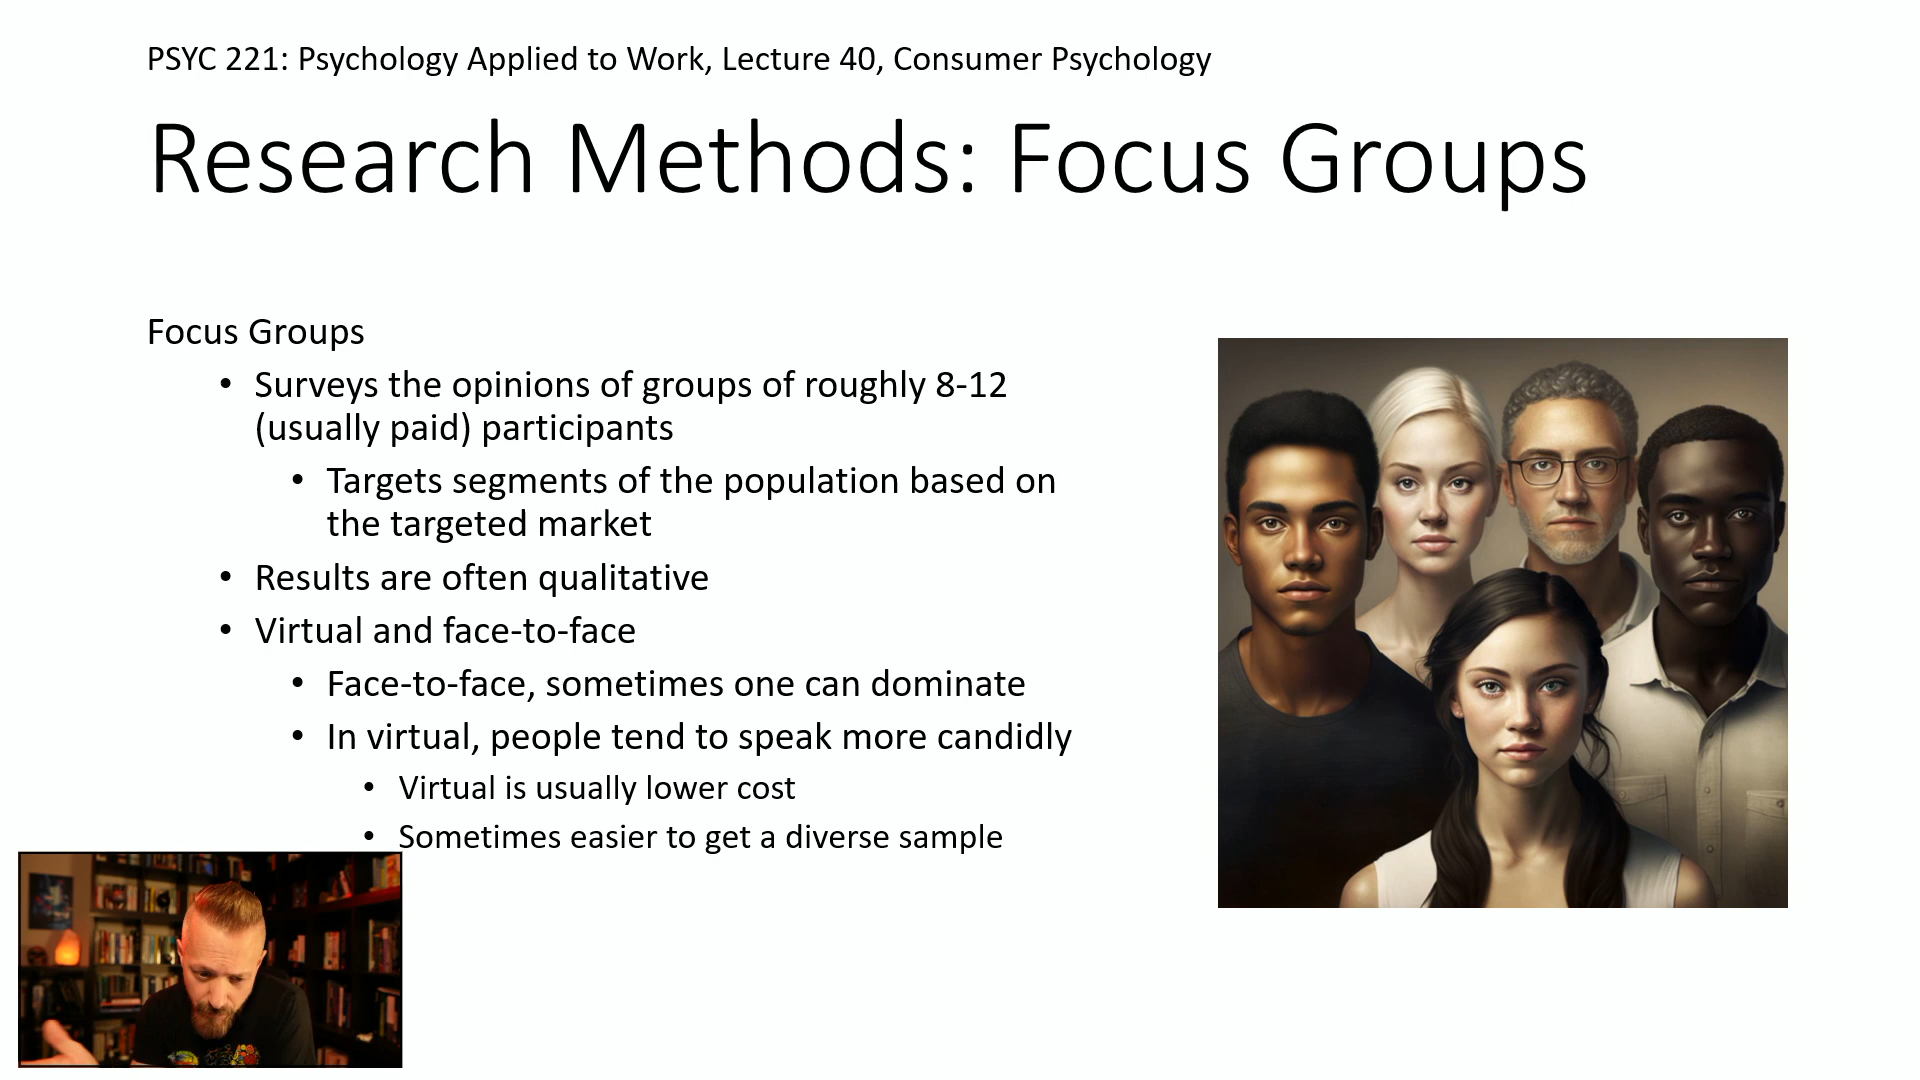 PSYC 221: Psychology Applied to Work, Lecture 40, Consumer Psychology
Research Methods: Focus Groups
Focus Groups
• Surveys the opinions of groups of roughly 8-12
(usually paid) participants
• Targets segments of the population based on
the targeted market
• Results are often qualitative
• Virtual and face-to-face
• Face-to-face, sometimes one can dominate
• In virtual, people tend to speak more candidly
• Virtual is usually lower cost
• Sometimes easier to get a diverse sample